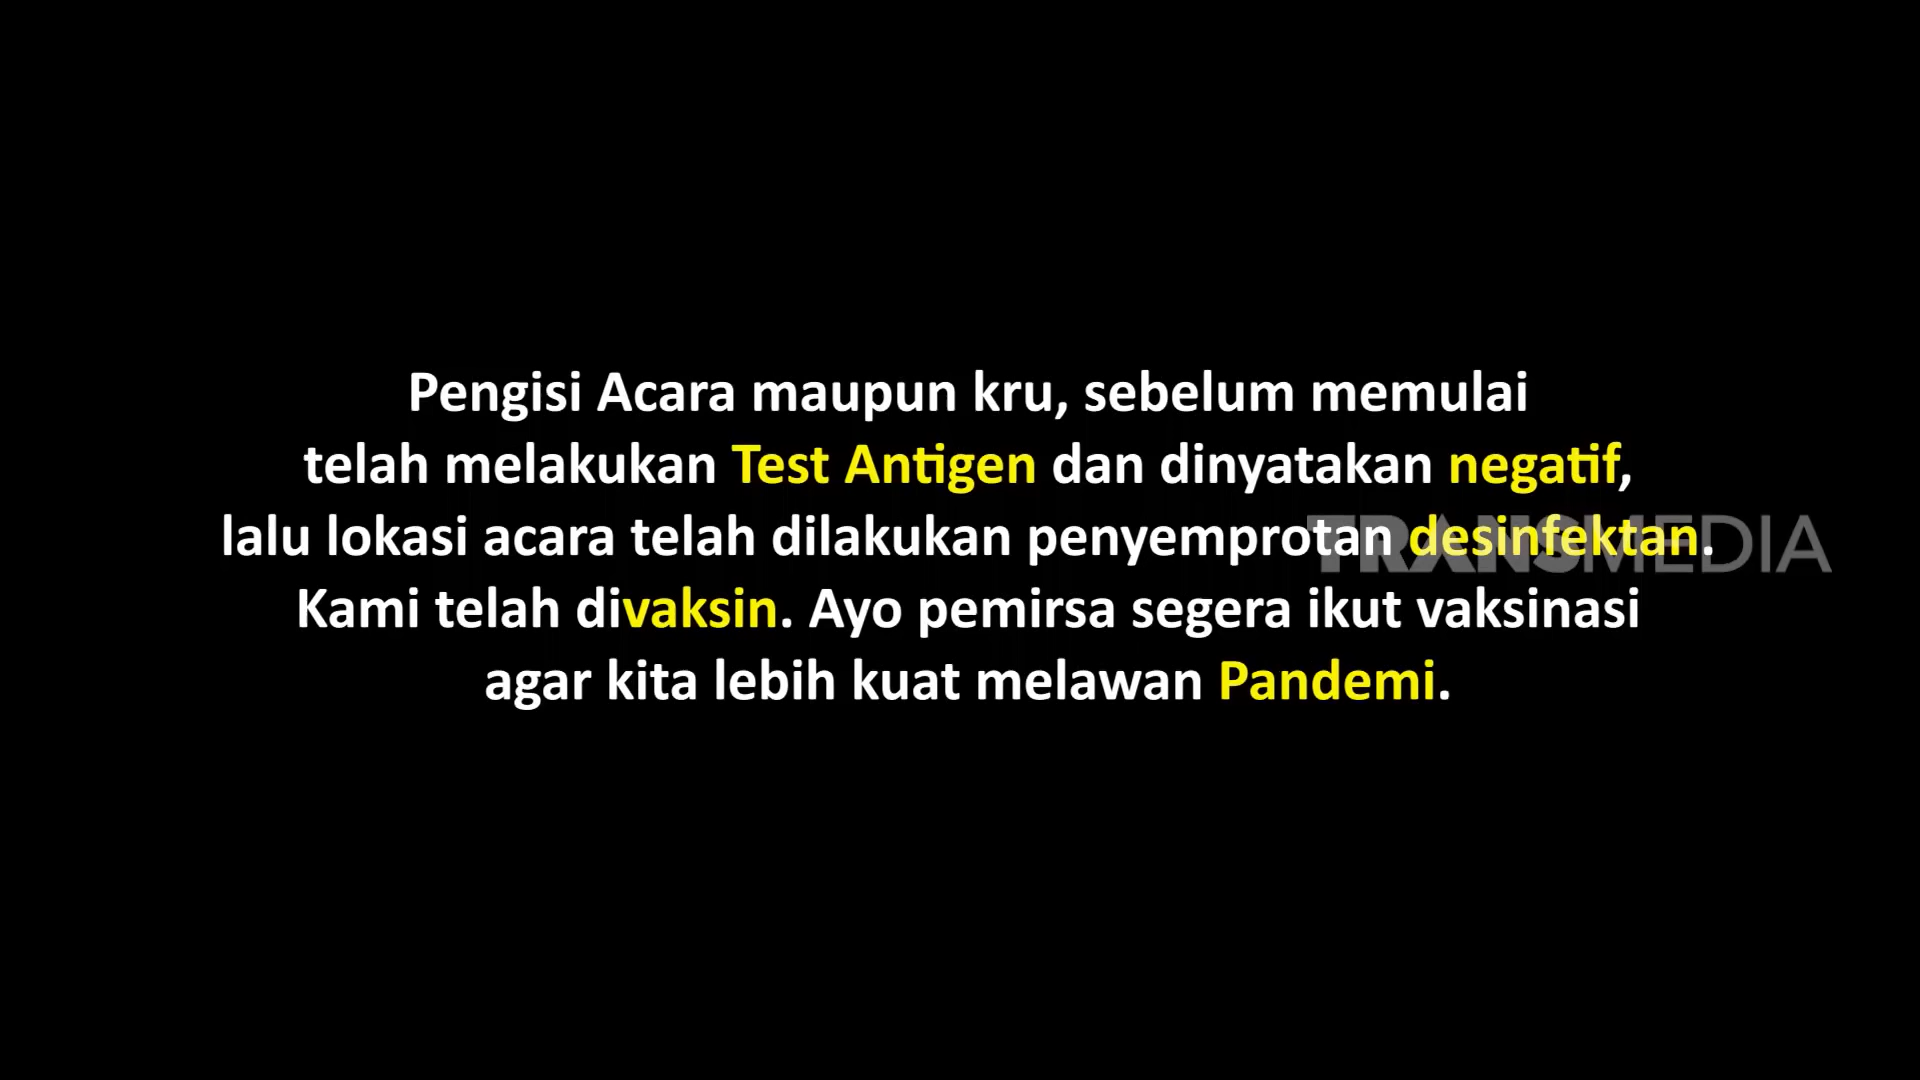 Pengisi Acara maupun kru, sebelum memulai
telah melakukan Test Antigen dan dinyatakan negatif,
lalu lokasi acara telah dilakukan penyemprotan desinfektan.
TRANSMEDIA
Kami telah divaksin. Ayo pemirsa segera ikut vaksinasi
agar kita lebih kuat melawan Pandemi.